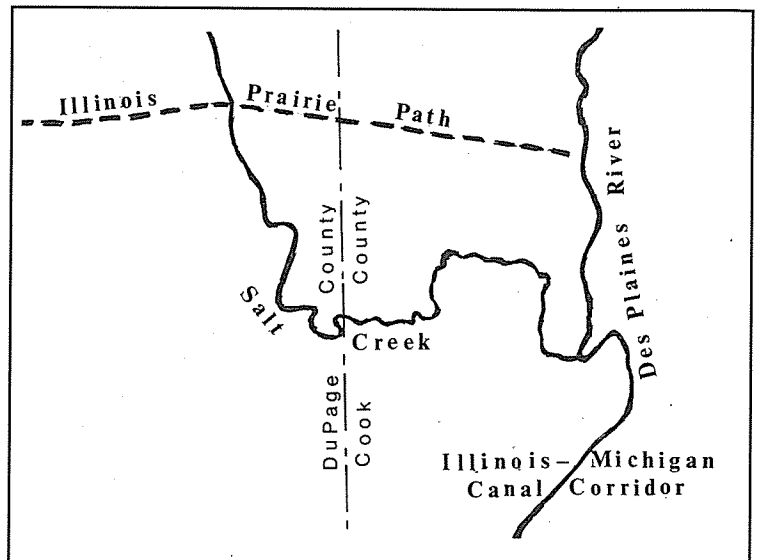 Illinois Prairie Path
Des Plaines River
DuPage County
Cook County
Salt Creek
Illinois– Michigan
Canal Corridor